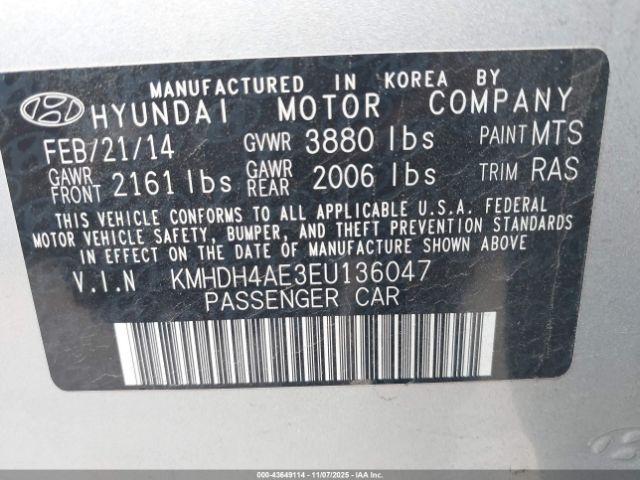 MANUFACTURED IN KOREA BY
HYUNDAI MOTOR COMPANY
FEB/21/14 GVWR 3880 lbs PAINT MTS
GAWR FRONT 2161 lbs GAWR REAR 2006 lbs TRIM RAS
THIS VEHICLE CONFORMS TO ALL APPLICABLE U.S.A. FEDERAL
MOTOR VEHICLE SAFETY, BUMPER, AND THEFT PREVENTION STANDARDS
IN EFFECT ON THE DATE OF MANUFACTURE SHOWN ABOVE.
V.I.N KMHDH4AE3EU136047
PASSENGER CAR
000-43649114 - 11/07/2025 - IAAI.COM